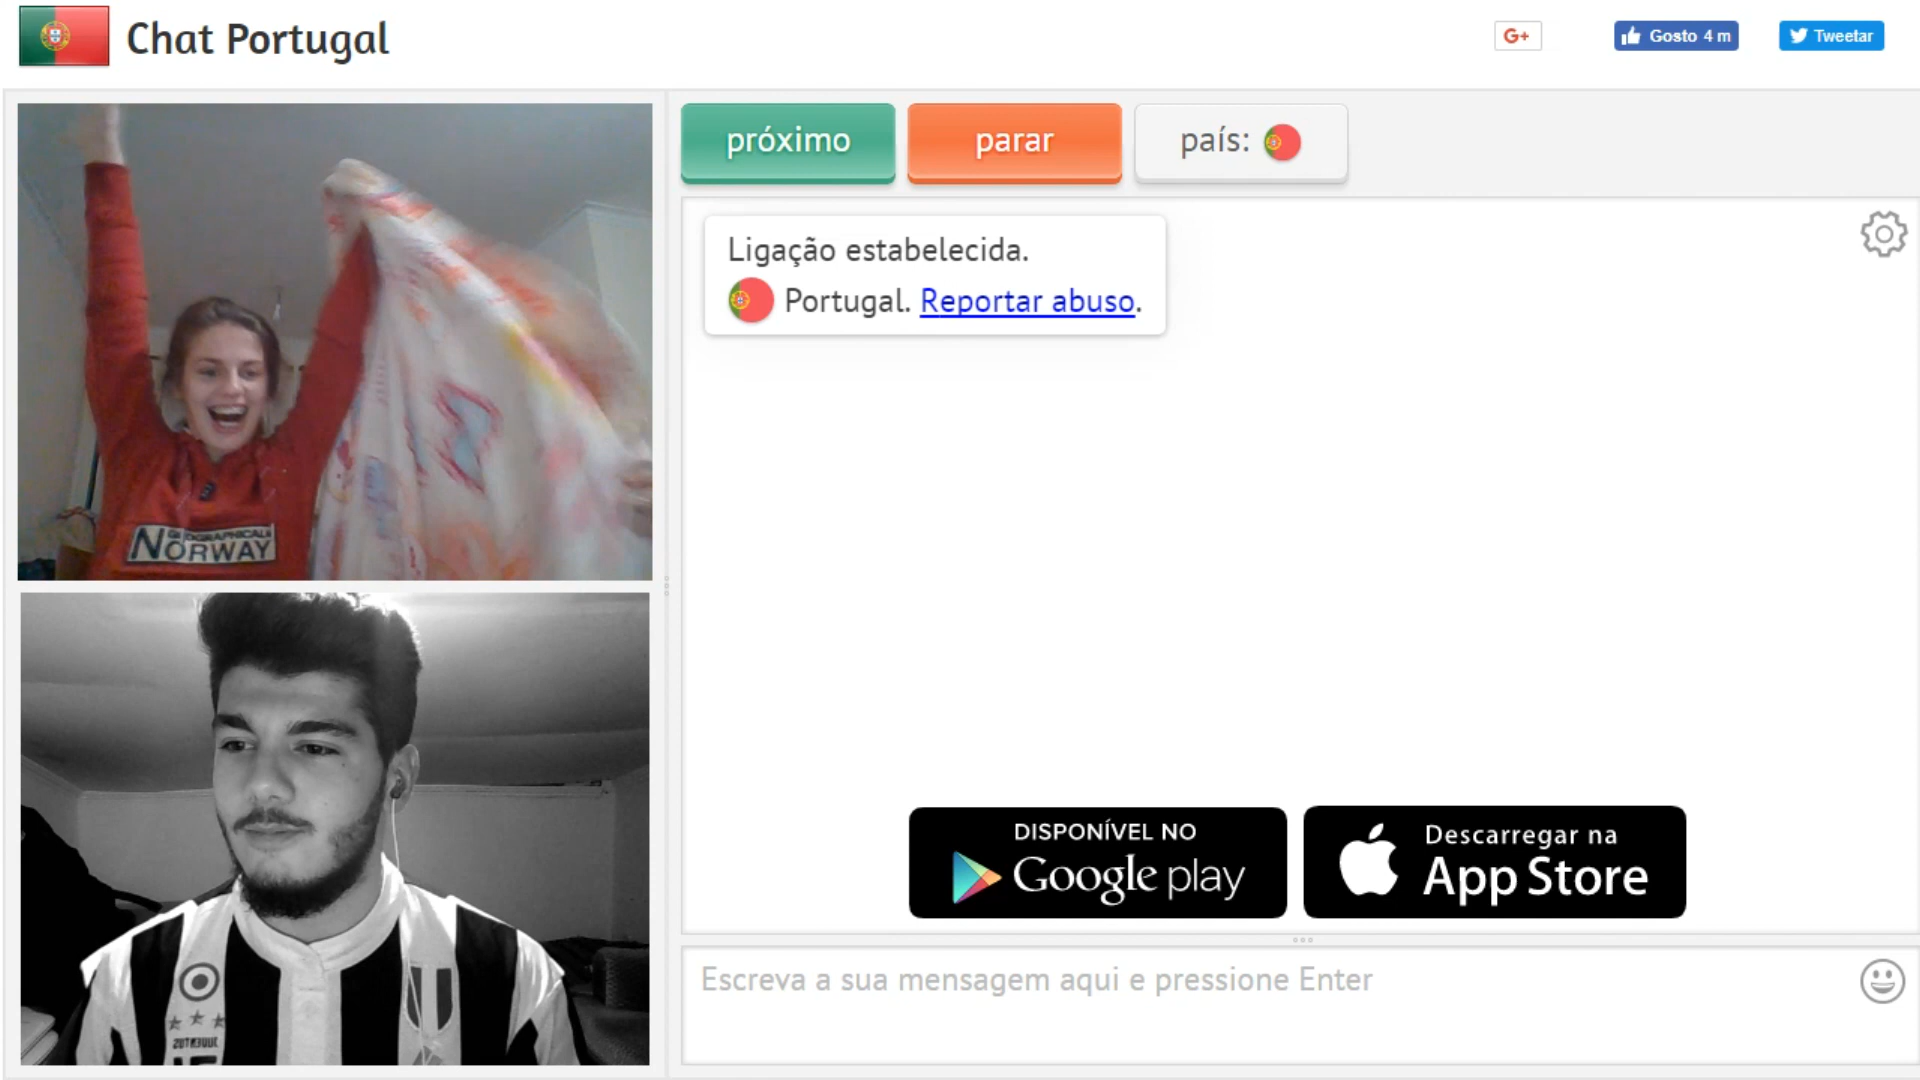 Chat Portugal
G+
Gosto 4 m
Tweetar
próximo
parar
país:
Ligação estabelecida.
Portugal. Reportar abuso.
GEOGRAPHICAL
NORWAY
DISPONÍVEL NO
Google play
Descarregar na
App Store
Escreva a sua mensagem aqui e pressione Enter